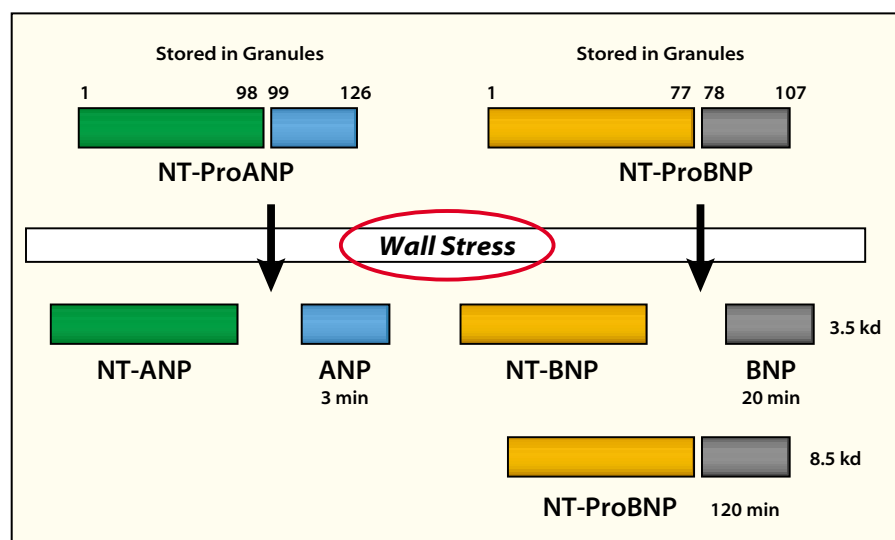 Stored in Granules Stored in Granules
1 98 99 126 1 77 78 107
NT-ProANP NT-ProBNP
Wall Stress
3.5 kd
NT-ANP ANP NT-BNP BNP
3 min 20 min
8.5 kd
NT-ProBNP 120 min